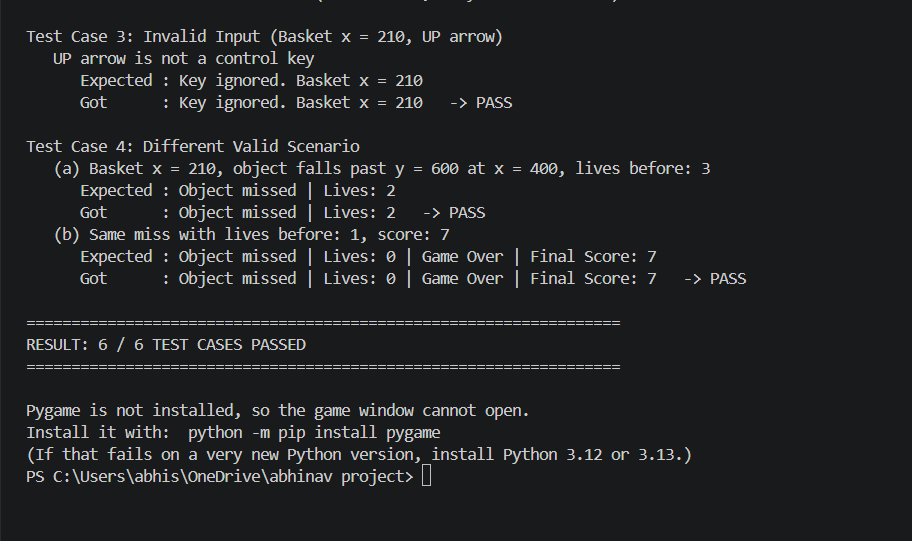 Test Case 3: Invalid Input (Basket x = 210, UP arrow)
UP arrow is not a control key
Expected : Key ignored. Basket x = 210
Got : Key ignored. Basket x = 210 -> PASS
Test Case 4: Different Valid Scenario
(a) Basket x = 210, object falls past y = 600 at x = 400, lives before: 3
Expected : Object missed | Lives: 2
Got : Object missed | Lives: 2 -> PASS
(b) Same miss with lives before: 1, score: 7
Expected : Object missed | Lives: 0 | Game Over | Final Score: 7
Got : Object missed | Lives: 0 | Game Over | Final Score: 7 -> PASS
==================================================================
RESULT: 6 / 6 TEST CASES PASSED
==================================================================
Pygame is not installed, so the game window cannot open.
Install it with: python -m pip install pygame
(If that fails on a very new Python version, install Python 3.12 or 3.13.)
PS C:\Users\abhis\OneDrive\abhinav project>